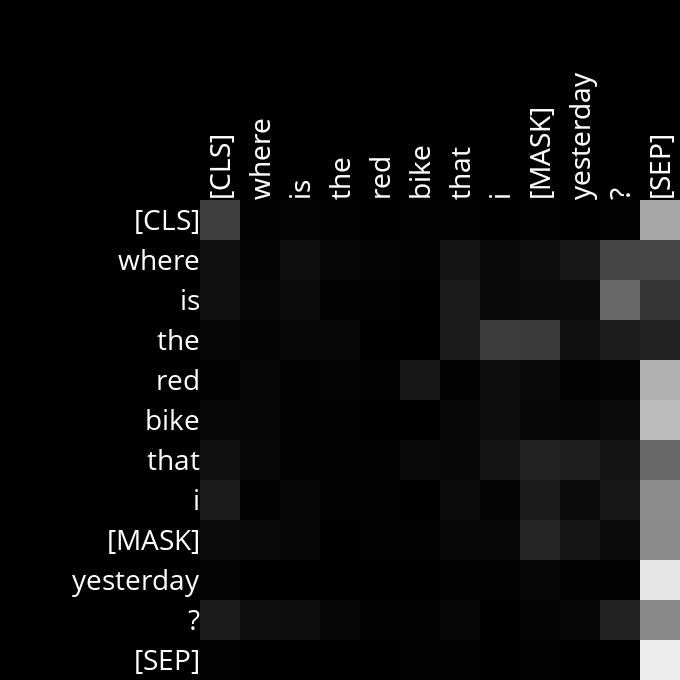 [CLS] where is the red bike that i [MASK] yesterday ? [SEP]
[CLS]
where
is
the
red
bike
that
i
[MASK]
yesterday
?
[SEP]